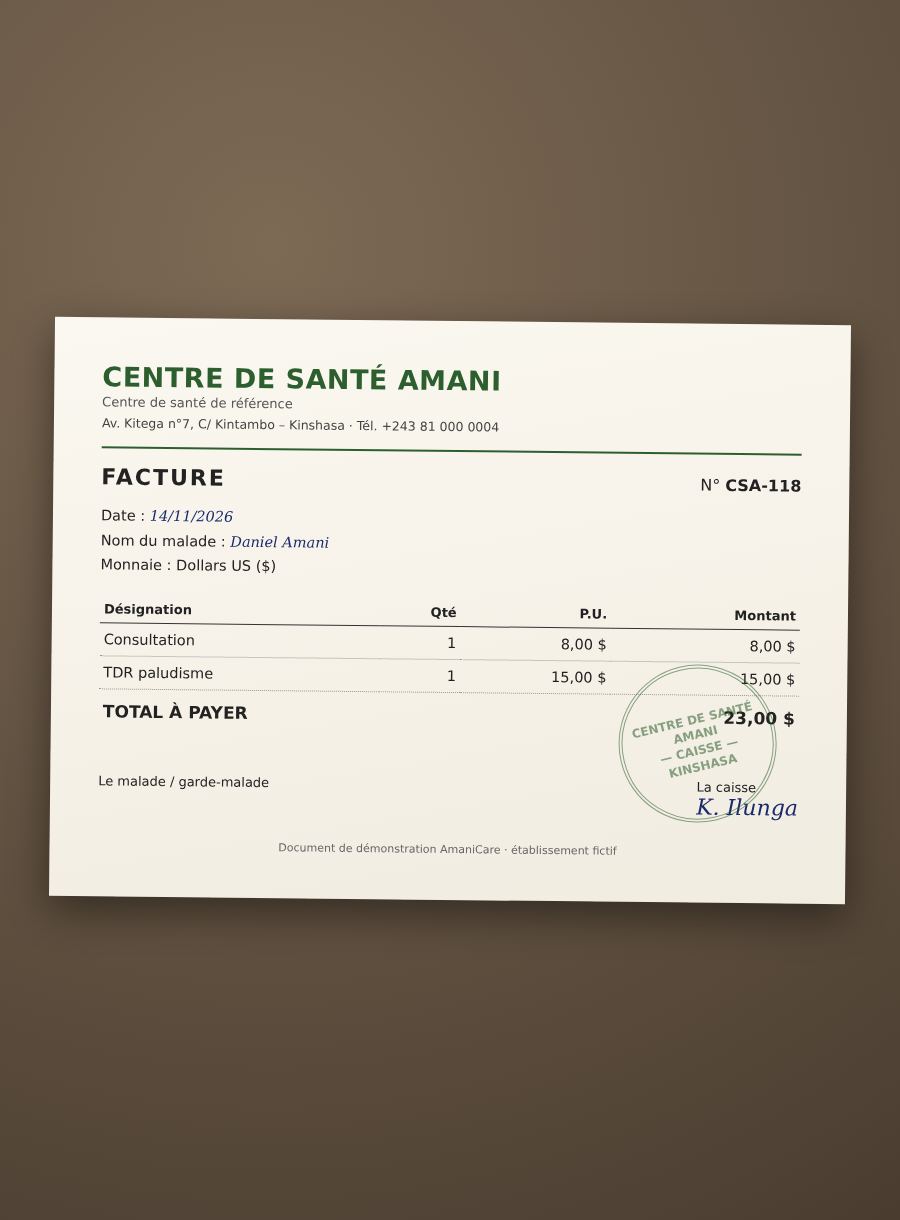 CENTRE DE SANTÉ AMANI
Centre de santé de référence
Av. Kitega n°7, C/ Kintambo – Kinshasa · Tél. +243 81 000 0004
FACTURE N° CSA-118
Date : 14/11/2026
Nom du malade : Daniel Amani
Monnaie : Dollars US ($)
Désignation Qté P.U. Montant
Consultation 1 8,00 $ 8,00 $
TDR paludisme 1 15,00 $ 15,00 $
TOTAL À PAYER 23,00 $
CENTRE DE SANTÉ
AMANI
— CAISSE —
KINSHASA
Le malade / garde-malade La caisse
K. Ilunga
Document de démonstration AmaniCare · établissement fictif